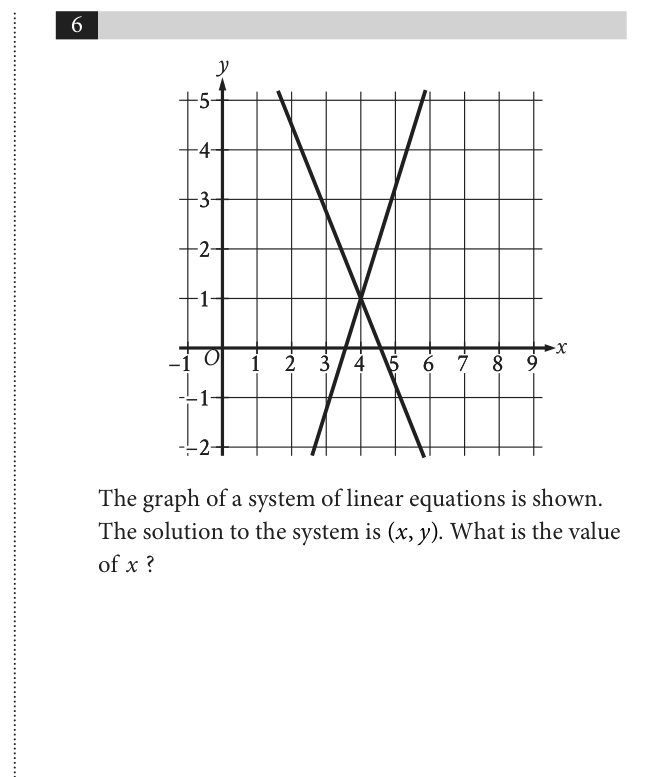 6
y
5
4
3
2
1
–1 O 1 2 3 4 5 6 7 8 9 x
–1
–2
The graph of a system of linear equations is shown.
The solution to the system is (x, y). What is the value
of x ?